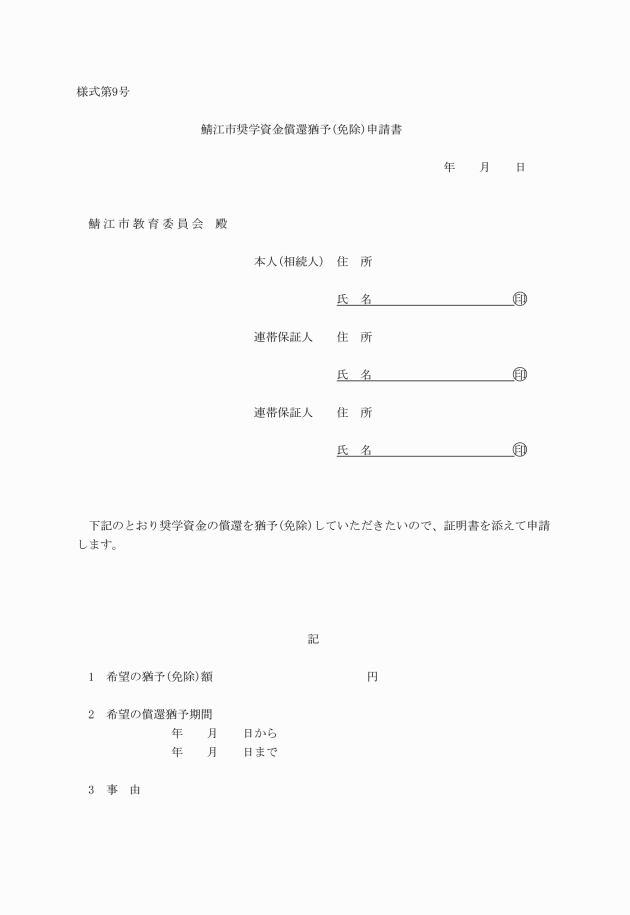 様式第9号
鯖江市奨学資金償還猶予(免除)申請書
年　　月　　日
鯖江市教育委員会　殿
本人(相続人)　住　所
氏　名　　　　　　　　　　　　㊞
連帯保証人　　住　所
氏　名　　　　　　　　　　　　㊞
連帯保証人　　住　所
氏　名　　　　　　　　　　　　㊞
下記のとおり奨学資金の償還を猶予(免除)していただきたいので、証明書を添えて申請
します。
記
1　希望の猶予(免除)額　　　　　　　　　　　　　円
2　希望の償還猶予期間
年　　月　　日から
年　　月　　日まで
3　事　由